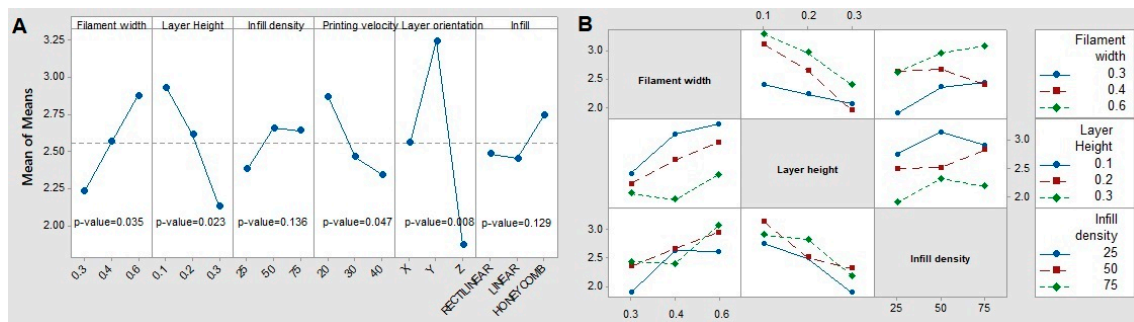 A
Filament width
Layer Height
Infill density
Printing velocity
Layer orientation
Infill
Mean of Means
3.25
3.00
2.75
2.50
2.25
2.00
p-value=0.035
p-value=0.023
p-value=0.136
p-value=0.047
p-value=0.008
p-value=0.129
0.3
0.4
0.6
0.1
0.2
0.3
25
50
75
20
30
40
X
Y
Z
RECTILINEAR
LINEAR
HONEYCOMB
B
0.1
0.2
0.3
3.0
2.5
2.0
Filament width
Filament
width
0.3
0.4
0.6
Layer height
3.0
2.5
2.0
Layer
Height
0.1
0.2
0.3
3.0
2.5
2.0
Infill density
Infill
density
25
50
75
0.3
0.4
0.6
25
50
75